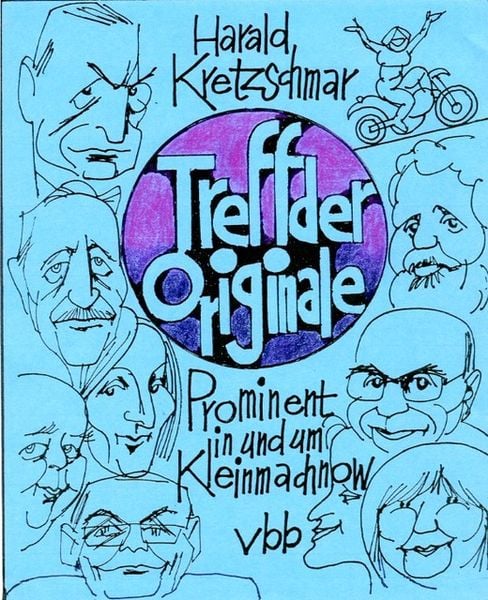 Harald
Kretzschmar
Treff der
Originale
Prominent
in und um
Kleinmachnow
vbb